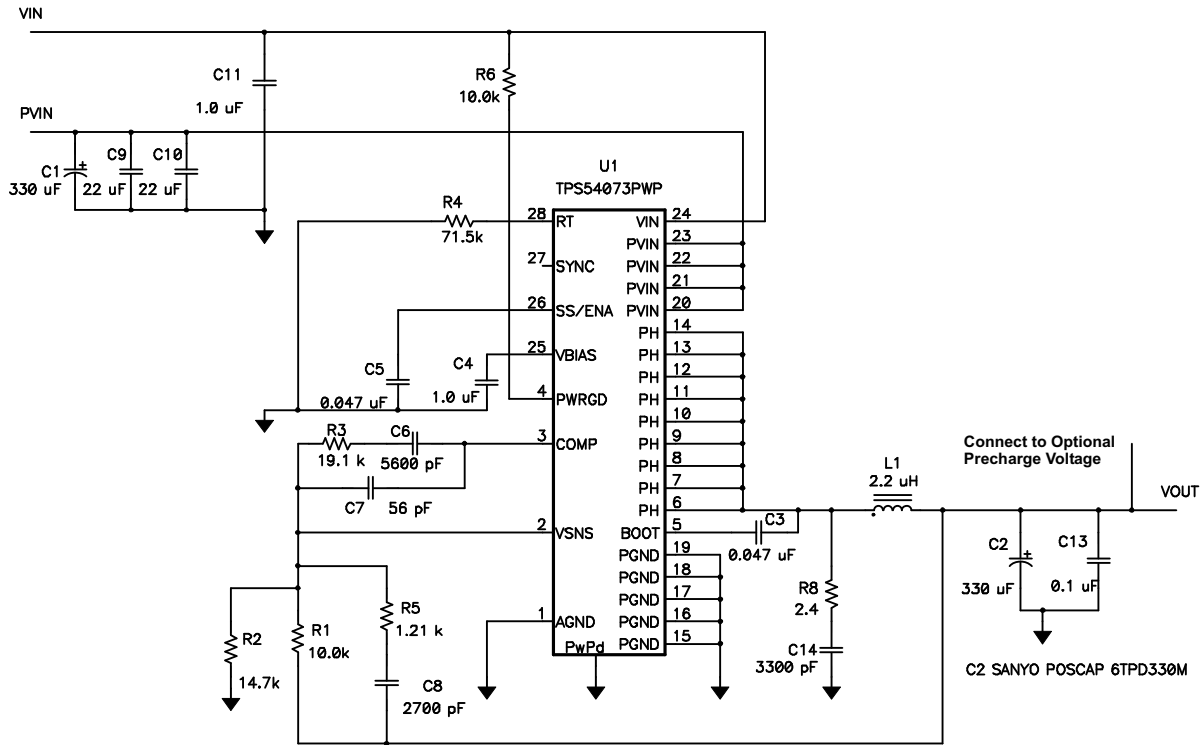 VIN
C11
1.0 uF
R6
10.0k
PVIN
C1
330 uF
C9
22 uF
C10
22 uF
U1
TPS54073PWP
R4
71.5k
28 RT
27 SYNC
26 SS/ENA
25 VBIAS
4 PWRGD
3 COMP
2 VSNS
1 AGND
PwPd
VIN 24
PVIN 23
PVIN 22
PVIN 21
PVIN 20
PH 14
PH 13
PH 12
PH 11
PH 10
PH 9
PH 8
PH 7
PH 6
BOOT 5
PGND 19
PGND 18
PGND 17
PGND 16
PGND 15
C5
0.047 uF
C4
1.0 uF
R3
19.1 k
C6
5600 pF
C7
56 pF
R2
14.7k
R1
10.0k
R5
1.21 k
C8
2700 pF
C3
0.047 uF
R8
2.4
C14
3300 pF
L1
2.2 uH
Connect to Optional
Precharge Voltage
VOUT
C2
330 uF
C13
0.1 uF
C2 SANYO POSCAP 6TPD330M